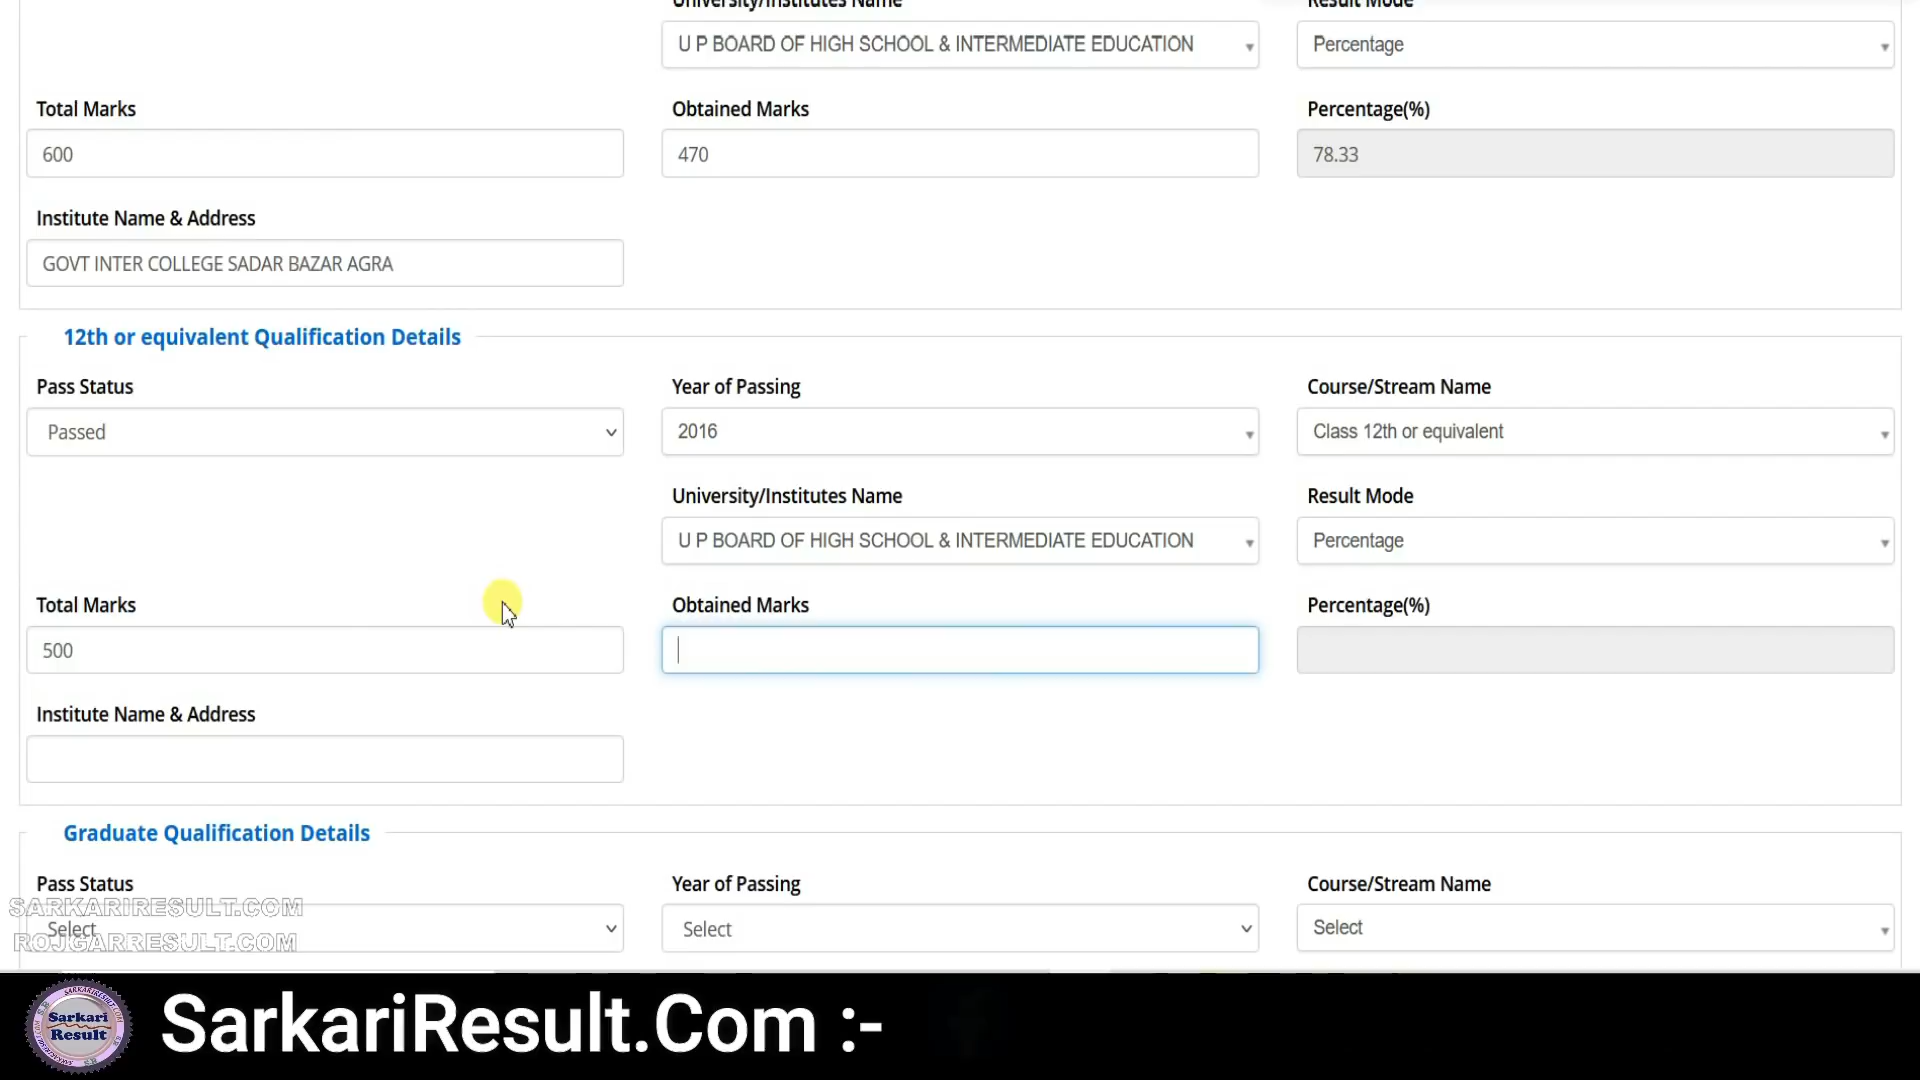 University/Institutes Name Result Mode
U P BOARD OF HIGH SCHOOL & INTERMEDIATE EDUCATION Percentage
Total Marks Obtained Marks Percentage(%)
600 470 78.33
Institute Name & Address
GOVT INTER COLLEGE SADAR BAZAR AGRA
12th or equivalent Qualification Details
Pass Status Year of Passing Course/Stream Name
Passed 2016 Class 12th or equivalent
University/Institutes Name Result Mode
U P BOARD OF HIGH SCHOOL & INTERMEDIATE EDUCATION Percentage
Total Marks Obtained Marks Percentage(%)
500
Institute Name & Address
Graduate Qualification Details
Pass Status Year of Passing Course/Stream Name
SARKARIRESULT.COM
Select Select Select
ROJGARRESULT.COM
Sarkari
Result
SarkariResult.Com :-